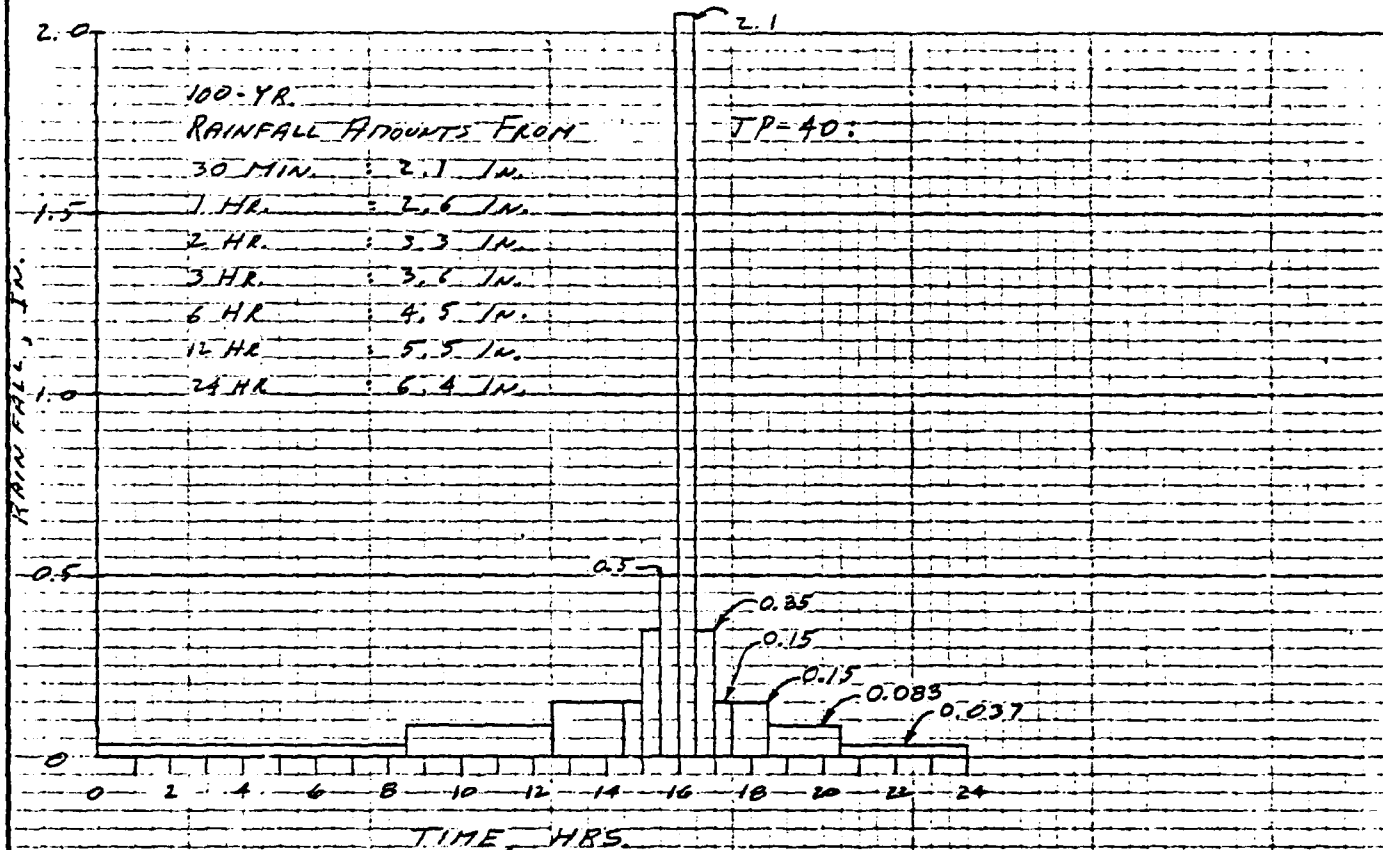 2.1
2.0
100-YR.
RAINFALL AMOUNTS FROM TP-40:
30 MIN. : 2.1 IN.
1 HR. : 2.6 IN.
1.5
2 HR. : 3.3 IN.
3 HR. : 3.6 IN.
6 HR : 4.5 IN.
12 HR : 5.5 IN.
24 HR : 6.4 IN.
1.0
RAINFALL, IN.
0.5
0.5
0.35
0.15
0.15
0.083
0.037
0
0 2 4 6 8 10 12 14 16 18 20 22 24
TIME, HRS.